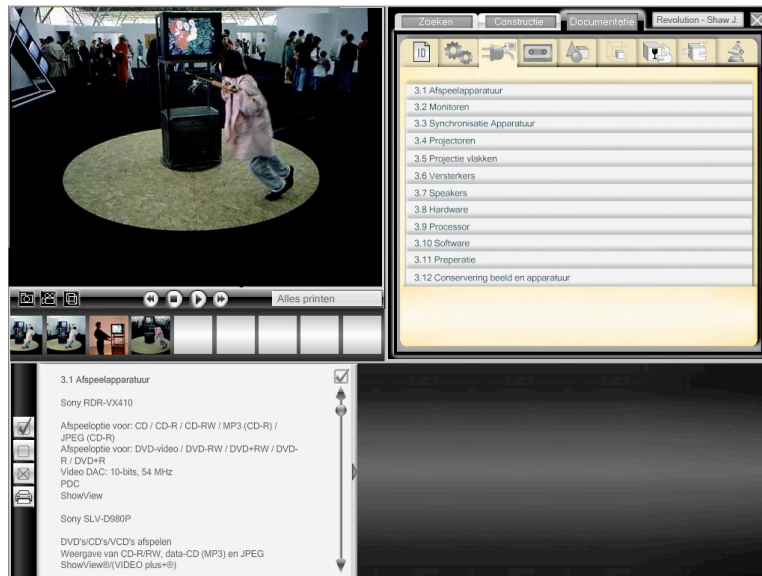 Zoeken
Constructie
Documentatie
Revolution - Shaw J.
ID
3.1 Afspeelapparatuur
3.2 Monitoren
3.3 Synchronisatie Apparatuur
3.4 Projectoren
3.5 Projectie vlakken
3.6 Versterkers
3.7 Speakers
3.8 Hardware
3.9 Processor
3.10 Software
3.11 Preperatie
3.12 Conservering beeld en apparatuur
Alles printen
3.1 Afspeelapparatuur
Sony RDR-VX410
Afspeeloptie voor: CD / CD-R / CD-RW / MP3 (CD-R) /
JPEG (CD-R)
Afspeeloptie voor: DVD-video / DVD-RW / DVD+RW / DVD-
R / DVD+R
Video DAC: 10-bits, 54 MHz
PDC
ShowView
Sony SLV-D980P
DVD's/CD's/VCD's afspelen
Weergave van CD-R/RW, data-CD (MP3) en JPEG
ShowView®/(VIDEO plus+®)